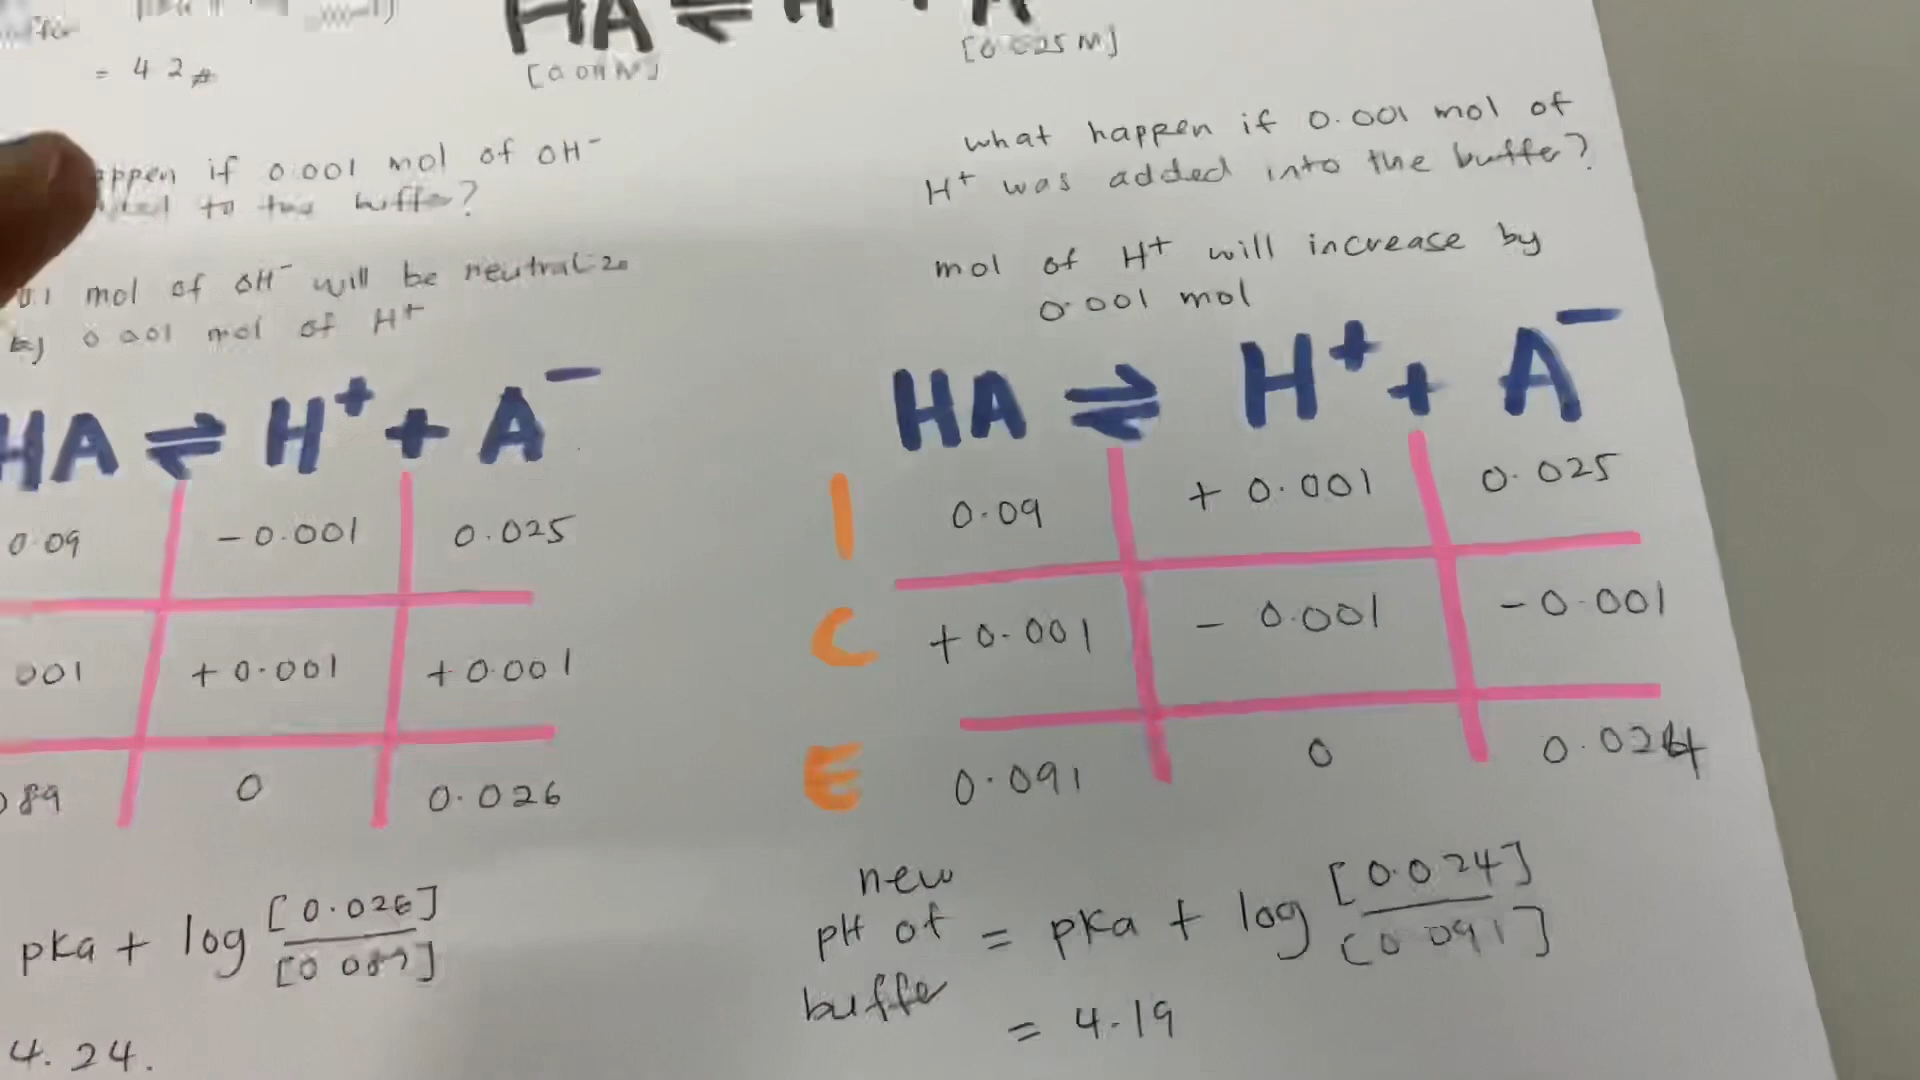 = 4.2
HA ⇌ H + A
[0.025 M]
appen if 0.001 mol of OH⁻
to this buffer?
mol of OH⁻ will be neutralize
by 0.001 mol of H⁺
HA ⇌ H⁺ + A⁻
0.09 - 0.001 0.025
001 + 0.001 + 0.001
089 0 0.026
pKa + log [0.026]
[0.089]
4.24.
what happen if 0.001 mol of
H⁺ was added into the buffer?
mol of H⁺ will increase by
0.001 mol
HA ⇌ H⁺ + A⁻
I 0.09 + 0.001 0.025
C + 0.001 - 0.001 - 0.001
E 0.091 0 0.024
new
pH of = pKa + log [0.024]
buffer [0.091]
= 4.19